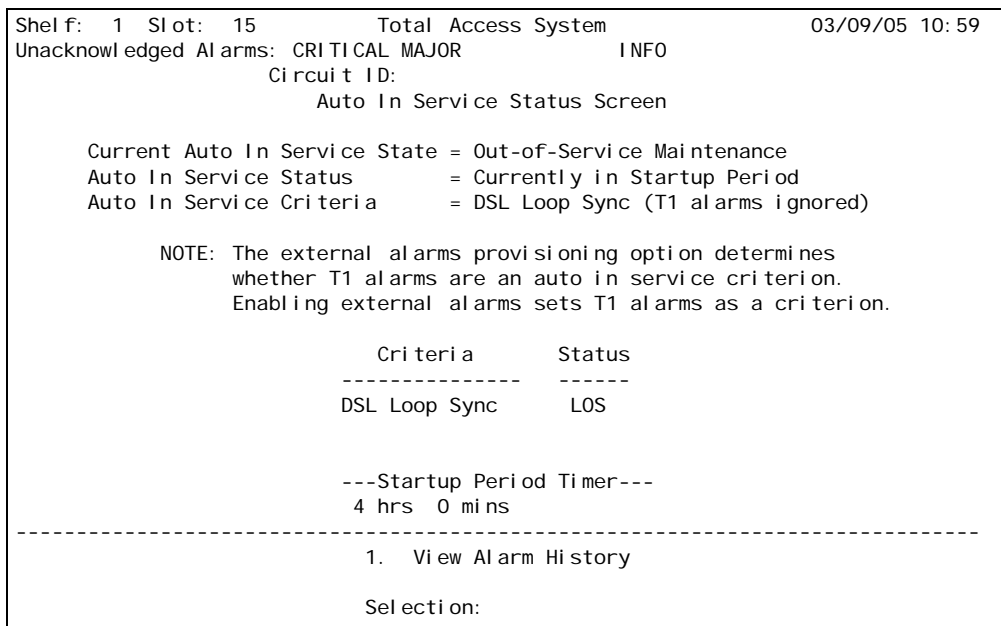 Shelf: 1 Slot: 15 Total Access System 03/09/05 10:59
Unacknowledged Alarms: CRITICAL MAJOR INFO
Circuit ID:
Auto In Service Status Screen
Current Auto In Service State = Out-of-Service Maintenance
Auto In Service Status = Currently in Startup Period
Auto In Service Criteria = DSL Loop Sync (T1 alarms ignored)
NOTE: The external alarms provisioning option determines
whether T1 alarms are an auto in service criterion.
Enabling external alarms sets T1 alarms as a criterion.
Criteria Status
--------------- ------
DSL Loop Sync LOS
---Startup Period Timer---
4 hrs 0 mins
--------------------------------------------------------------------------------
1. View Alarm History
Selection: